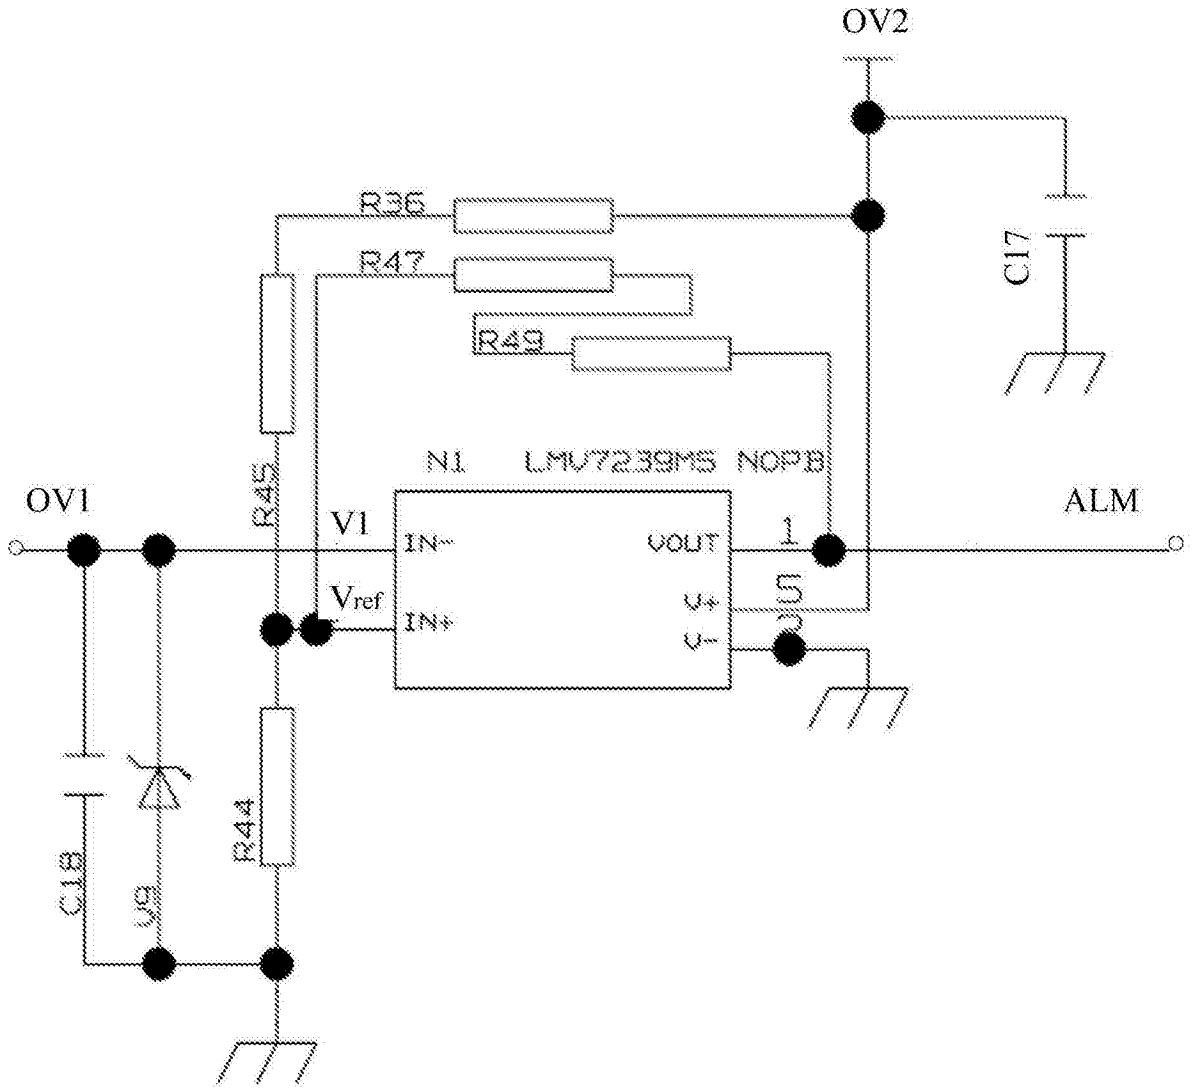 OV2
R36
R47
C17
R49
N1 LMV7239M5 NOPB
R45
OV1
V1
ALM
IN-
VOUT
1
Vref
5
V+
IN+
V-
R44
C18
V9